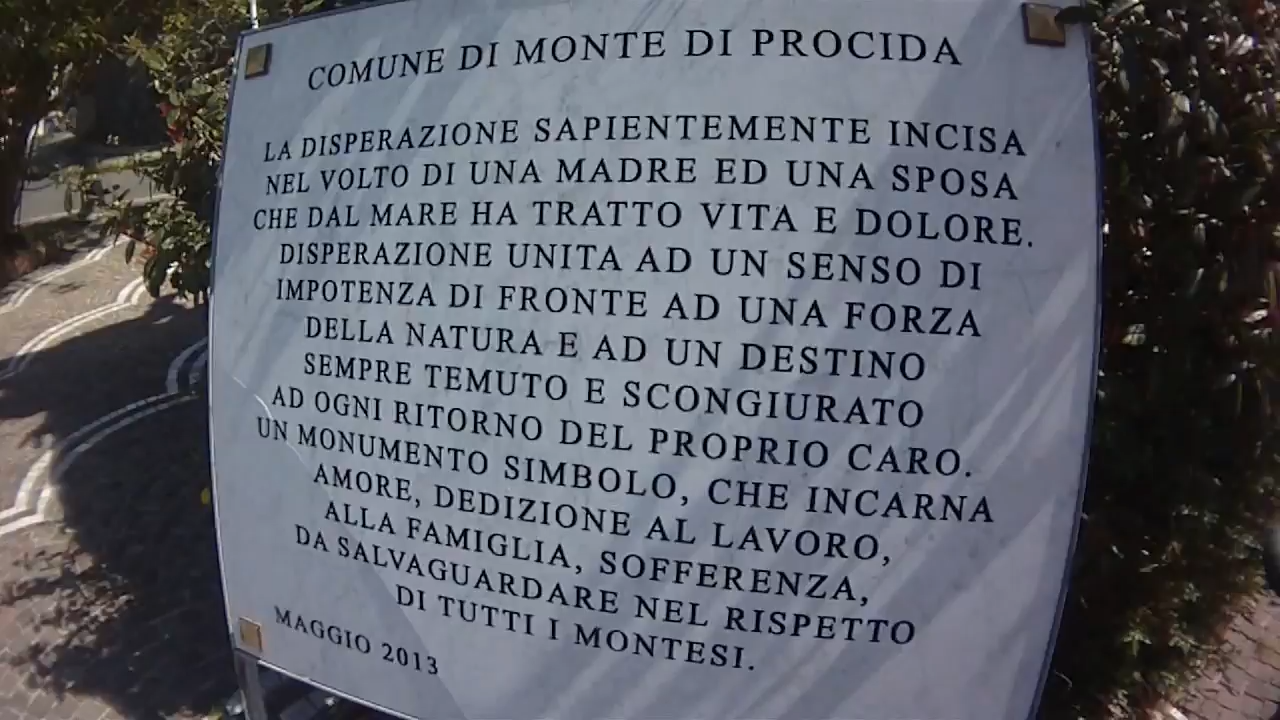 COMUNE DI MONTE DI PROCIDA
LA DISPERAZIONE SAPIENTEMENTE INCISA
NEL VOLTO DI UNA MADRE ED UNA SPOSA
CHE DAL MARE HA TRATTO VITA E DOLORE.
DISPERAZIONE UNITA AD UN SENSO DI
IMPOTENZA DI FRONTE AD UNA FORZA
DELLA NATURA E AD UN DESTINO
SEMPRE TEMUTO E SCONGIURATO
AD OGNI RITORNO DEL PROPRIO CARO.
UN MONUMENTO SIMBOLO, CHE INCARNA
AMORE, DEDIZIONE AL LAVORO,
ALLA FAMIGLIA, SOFFERENZA,
DA SALVAGUARDARE NEL RISPETTO
DI TUTTI I MONTESI.
MAGGIO 2013